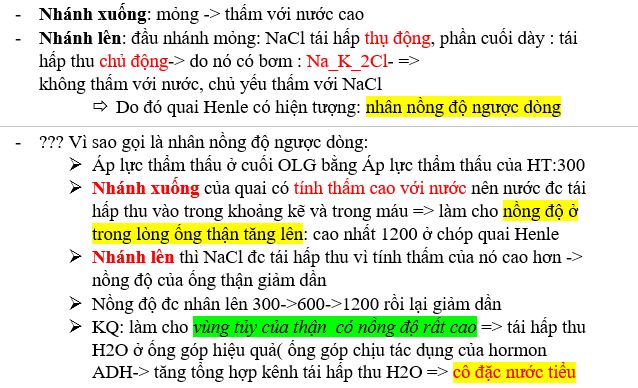 - Nhánh xuống: mỏng -> thấm với nước cao
- Nhánh lên: đầu nhánh mỏng: NaCl tái hấp thụ động, phần cuối dày : tái
hấp thu chủ động-> do nó có bơm : Na_K_2Cl- =>
không thấm với nước, chủ yếu thấm với NaCl
⇨ Do đó quai Henle có hiện tượng: nhân nồng độ ngược dòng
- ??? Vì sao gọi là nhân nồng độ ngược dòng:
➢ Áp lực thẩm thấu ở cuối OLG bằng Áp lực thẩm thấu của HT:300
➢ Nhánh xuống của quai có tính thấm cao với nước nên nước đc tái
hấp thu vào trong khoảng kẽ và trong máu => làm cho nồng độ ở
trong lòng ống thận tăng lên: cao nhất 1200 ở chóp quai Henle
➢ Nhánh lên thì NaCl đc tái hấp thu vì tính thấm của nó cao hơn ->
nồng độ của ống thận giảm dần
➢ Nồng độ đc nhân lên 300->600->1200 rồi lại giảm dần
➢ KQ: làm cho vùng tủy của thận có nồng độ rất cao => tái hấp thu
H2O ở ống góp hiệu quả( ống góp chịu tác dụng của hormon
ADH-> tăng tổng hợp kênh tái hấp thu H2O => cô đặc nước tiểu